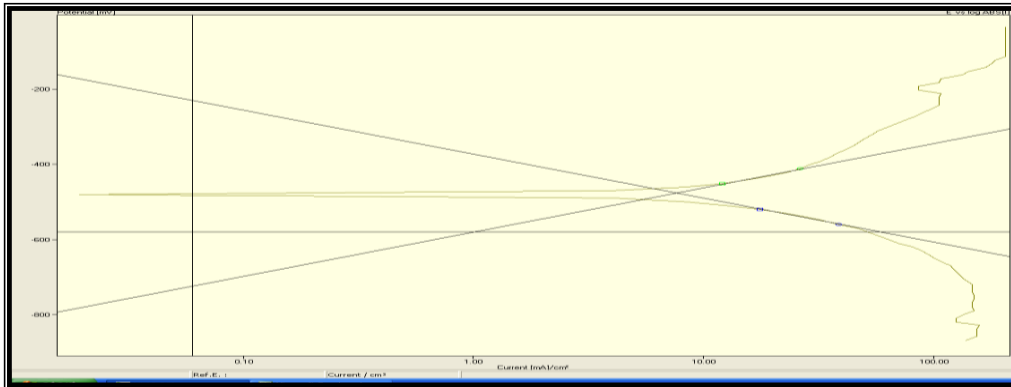 Potential [mV]
E vs log ABS(I)
-200
-400
-600
-800
0.10
1.00
10.00
100.00
Current [mA]/cm²
Ref.E. :
Current / cm²